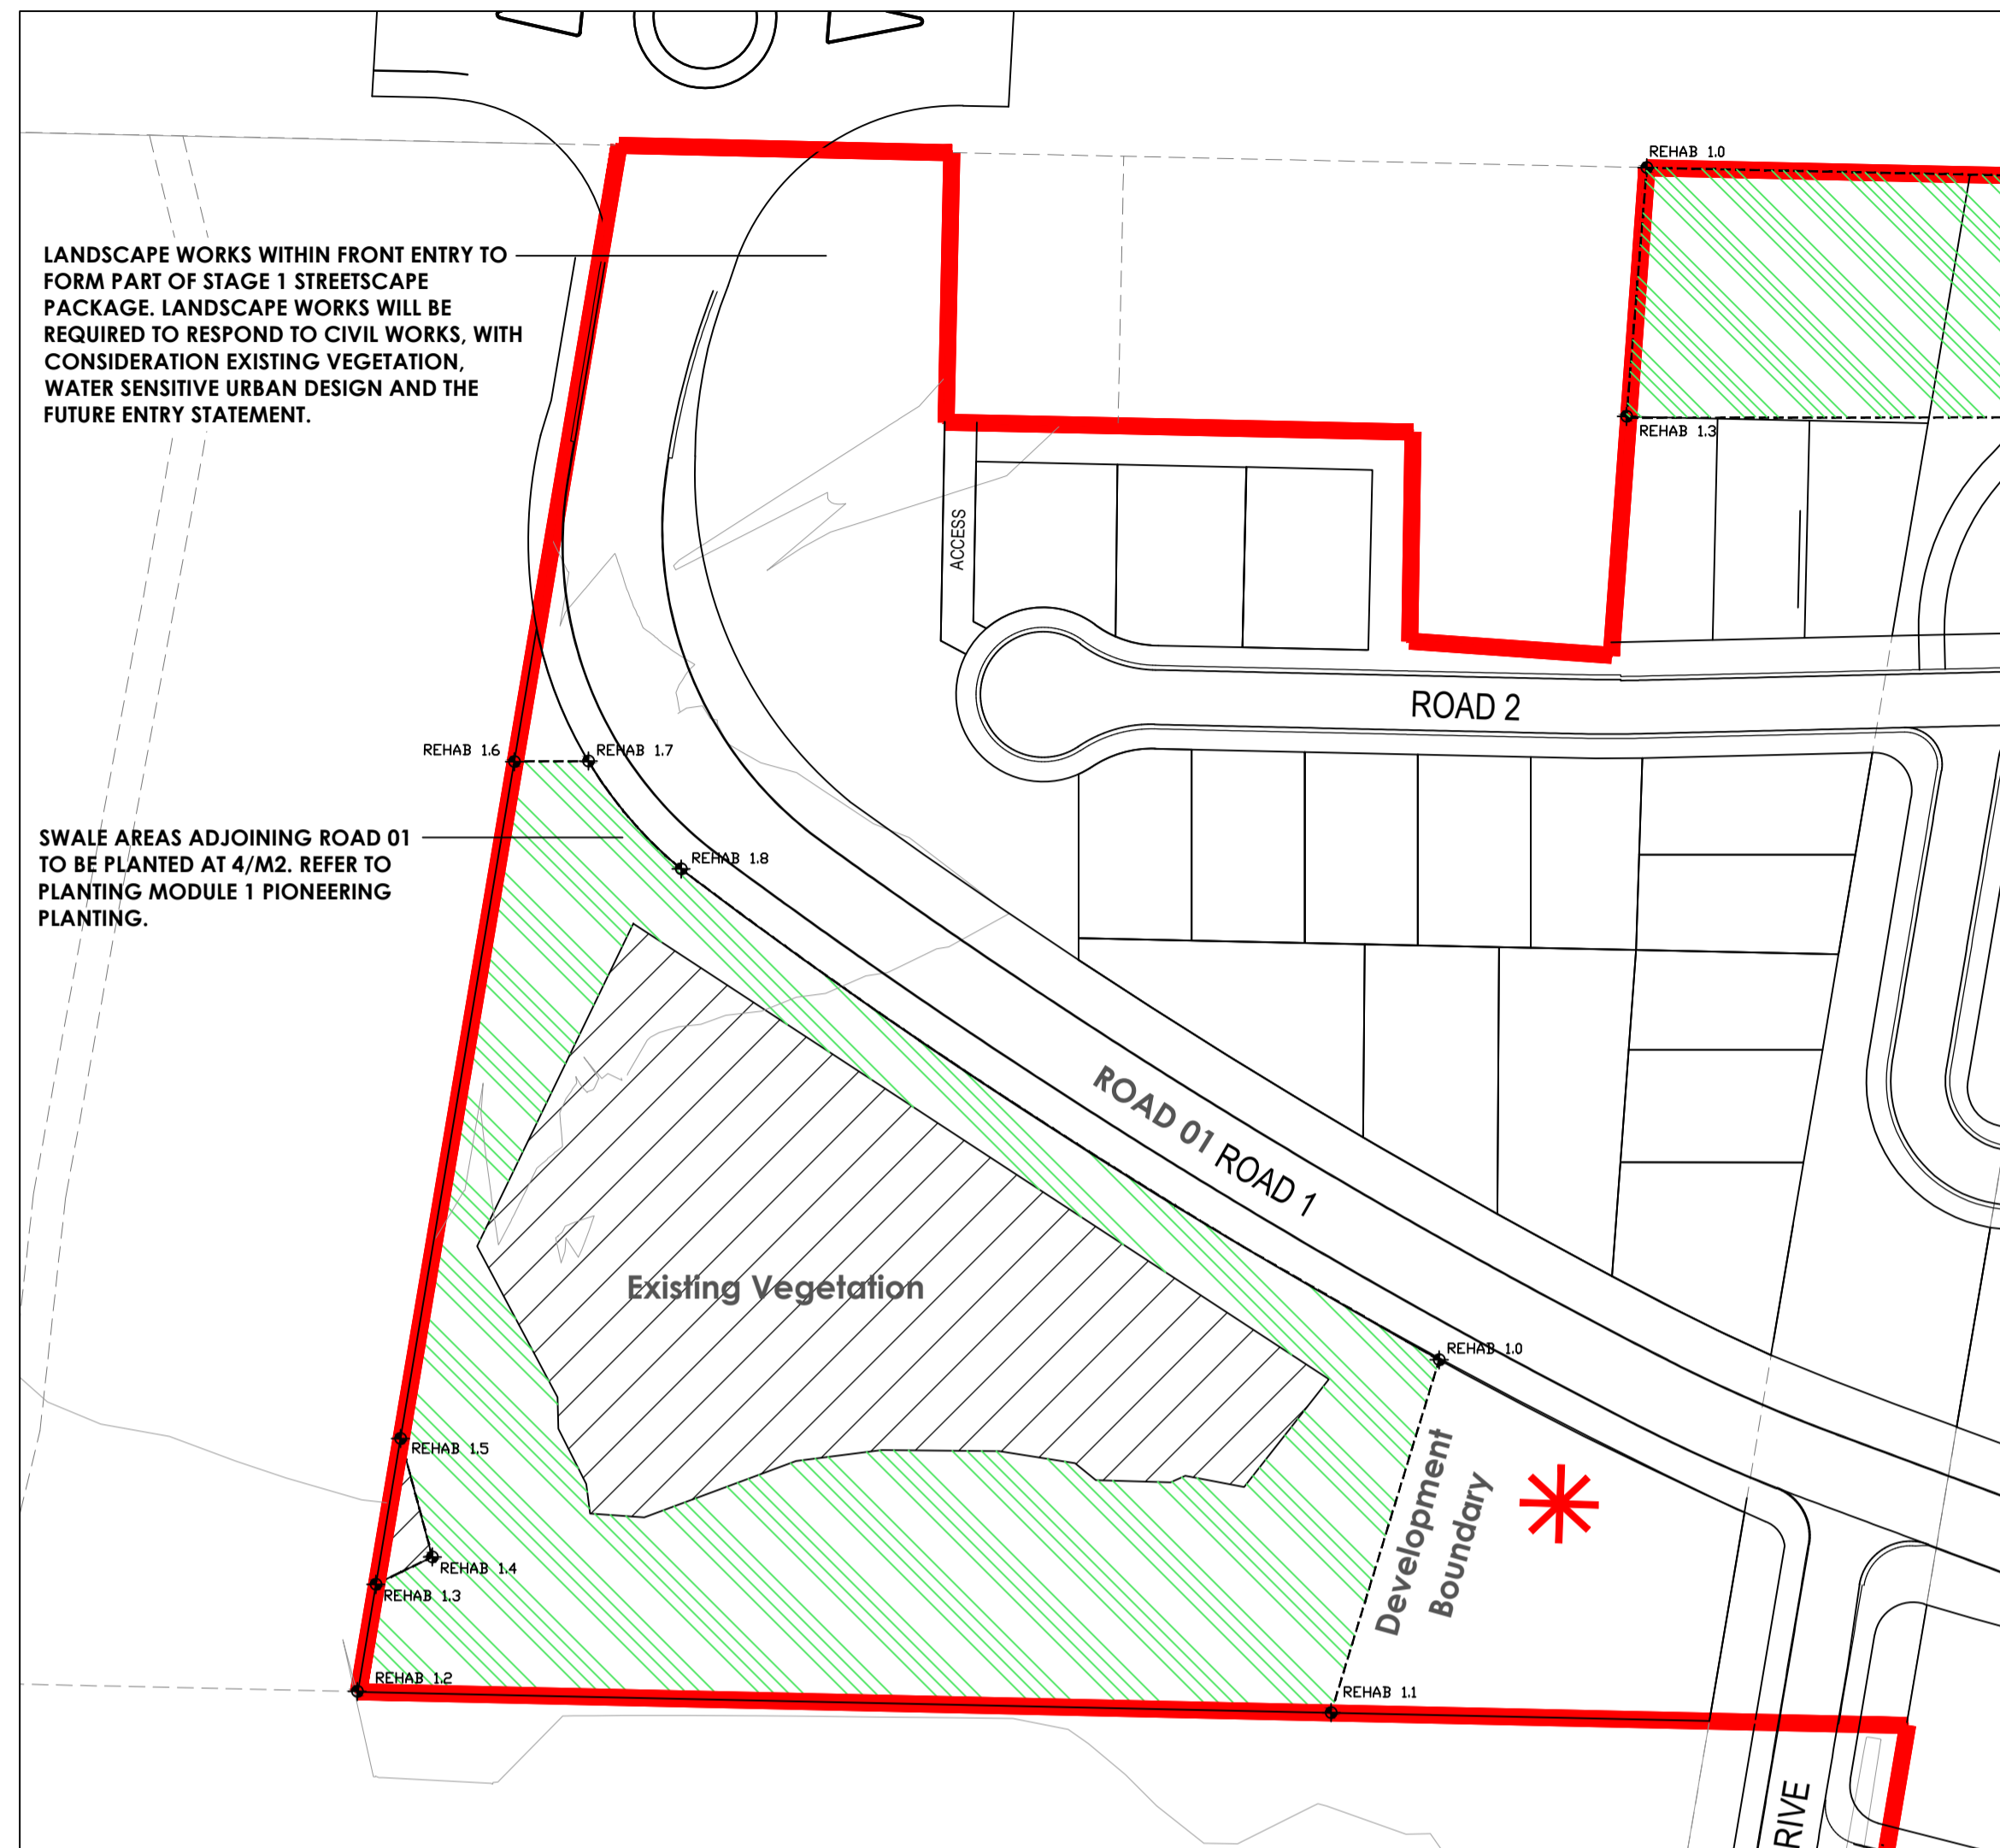 REHAB 1.0
LANDSCAPE WORKS WITHIN FRONT ENTRY TO
FORM PART OF STAGE 1 STREETSCAPE
PACKAGE. LANDSCAPE WORKS WILL BE
REQUIRED TO RESPOND TO CIVIL WORKS, WITH
CONSIDERATION EXISTING VEGETATION,
WATER SENSITIVE URBAN DESIGN AND THE
FUTURE ENTRY STATEMENT.
REHAB 1.3
ACCESS
ROAD 2
REHAB 1.6
REHAB 1.7
SWALE AREAS ADJOINING ROAD 01
TO BE PLANTED AT 4/M2. REFER TO
PLANTING MODULE 1 PIONEERING
PLANTING.
REHAB 1.8
ROAD 01 ROAD 1
Existing Vegetation
REHAB 1.0
Development
Boundary
REHAB 1.5
REHAB 1.4
REHAB 1.3
REHAB 1.2
REHAB 1.1
RIVE